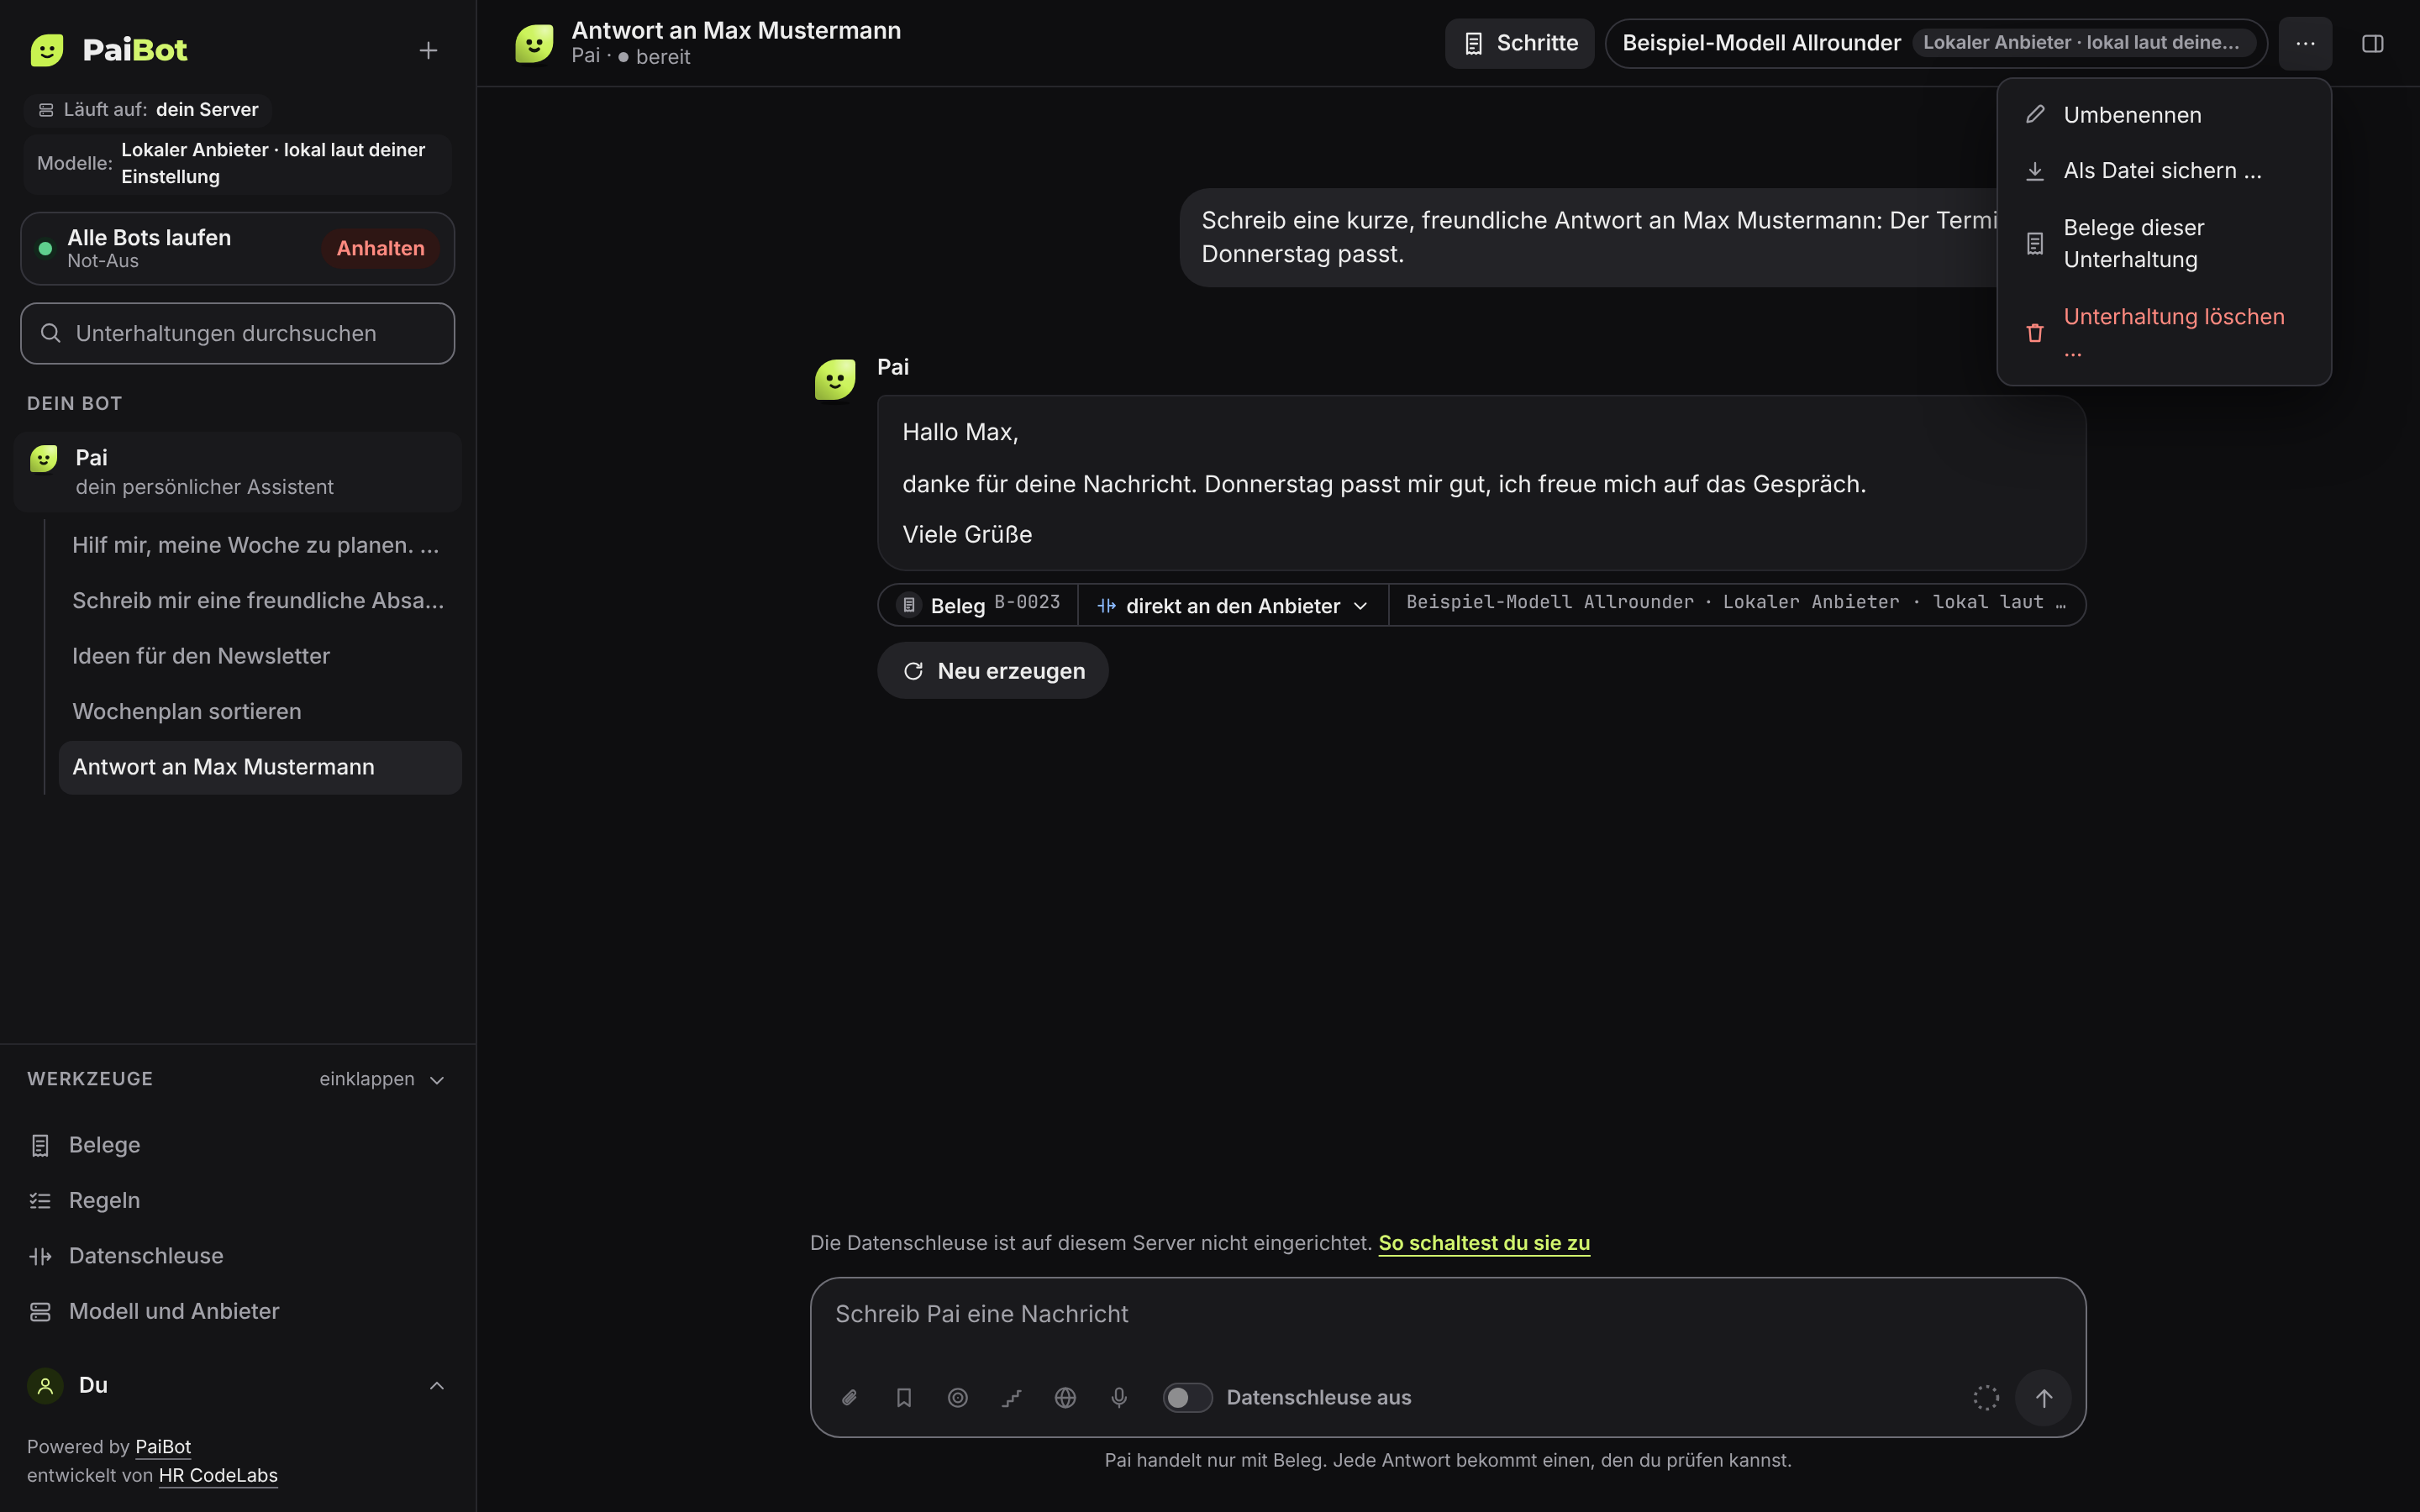 PaiBot
Läuft auf: dein Server
Modelle: Lokaler Anbieter · lokal laut deiner
Einstellung
Alle Bots laufen
Not-Aus
Anhalten
Unterhaltungen durchsuchen
DEIN BOT
Pai
dein persönlicher Assistent
Hilf mir, meine Woche zu planen. …
Schreib mir eine freundliche Absa…
Ideen für den Newsletter
Wochenplan sortieren
Antwort an Max Mustermann
WERKZEUGE
einklappen
Belege
Regeln
Datenschleuse
Modell und Anbieter
Du
Powered by PaiBot
entwickelt von HR CodeLabs
Antwort an Max Mustermann
Pai · bereit
Schritte
Beispiel-Modell Allrounder
Lokaler Anbieter · lokal laut deine…
Umbenennen
Als Datei sichern …
Belege dieser
Unterhaltung
Unterhaltung löschen
…
Schreib eine kurze, freundliche Antwort an Max Mustermann: Der Termi
Donnerstag passt.
Pai
Hallo Max,
danke für deine Nachricht. Donnerstag passt mir gut, ich freue mich auf das Gespräch.
Viele Grüße
Beleg B-0023
direkt an den Anbieter
Beispiel-Modell Allrounder · Lokaler Anbieter · lokal laut …
Neu erzeugen
Die Datenschleuse ist auf diesem Server nicht eingerichtet. So schaltest du sie zu
Schreib Pai eine Nachricht
Datenschleuse aus
Pai handelt nur mit Beleg. Jede Antwort bekommt einen, den du prüfen kannst.